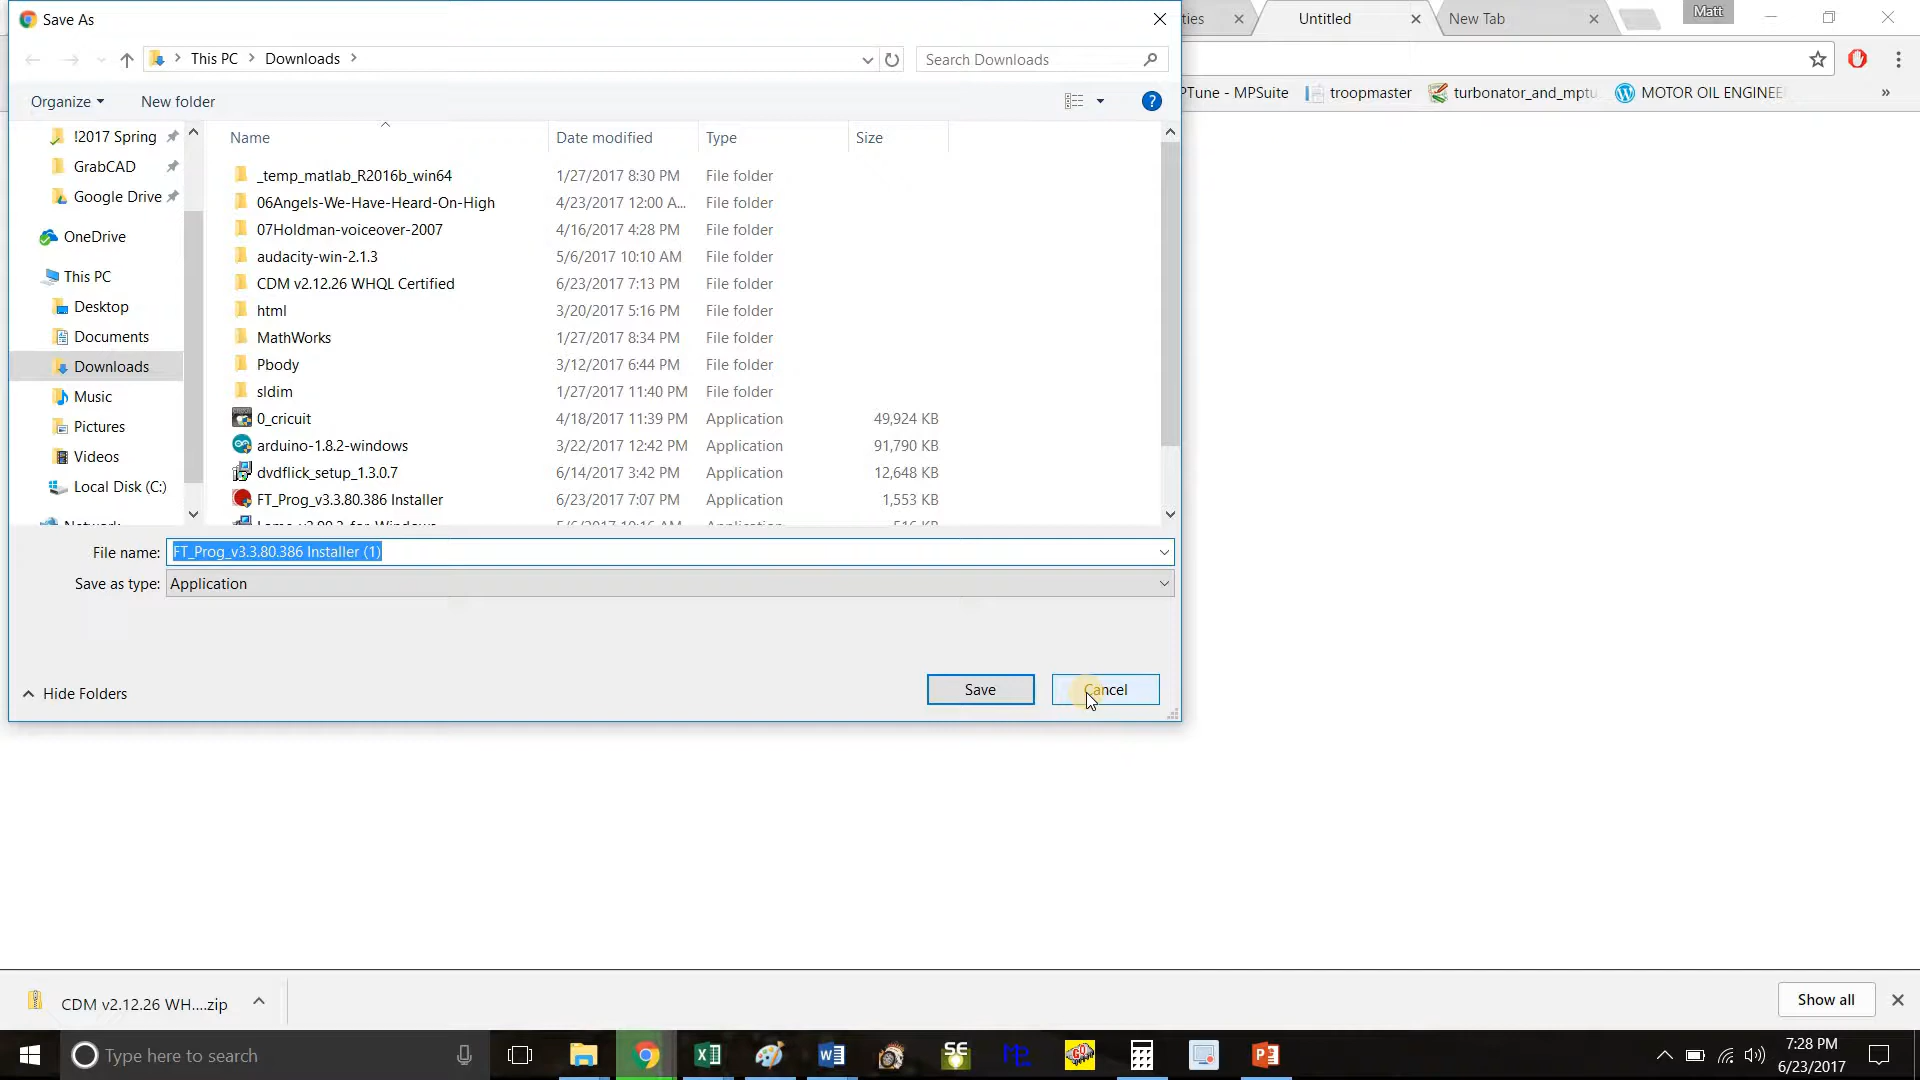 Save As
ties
Untitled
New Tab
Matt
This PC
Downloads
Search Downloads
PTune - MPSuite
troopmaster
turbonator_and_mptu
MOTOR OIL ENGINEE
»
Organize
New folder
?
Name
Date modified
Type
Size
!2017 Spring
GrabCAD
Google Drive
OneDrive
This PC
Desktop
Documents
Downloads
Music
Pictures
Videos
Local Disk (C:)
_temp_matlab_R2016b_win64 1/27/2017 8:30 PM File folder
06Angels-We-Have-Heard-On-High 4/23/2017 12:00 A... File folder
07Holdman-voiceover-2007 4/16/2017 4:28 PM File folder
audacity-win-2.1.3 5/6/2017 10:10 AM File folder
CDM v2.12.26 WHQL Certified 6/23/2017 7:13 PM File folder
html 3/20/2017 5:16 PM File folder
MathWorks 1/27/2017 8:34 PM File folder
Pbody 3/12/2017 6:44 PM File folder
sldim 1/27/2017 11:40 PM File folder
0_cricuit 4/18/2017 11:39 PM Application 49,924 KB
arduino-1.8.2-windows 3/22/2017 12:42 PM Application 91,790 KB
dvdflick_setup_1.3.0.7 6/14/2017 3:42 PM Application 12,648 KB
FT_Prog_v3.3.80.386 Installer 6/23/2017 7:07 PM Application 1,553 KB
File name: FT_Prog_v3.3.80.386 Installer (1)
Save as type: Application
Hide Folders
Save
Cancel
CDM v2.12.26 WH....zip
Show all
Type here to search
SE
7:28 PM
6/23/2017